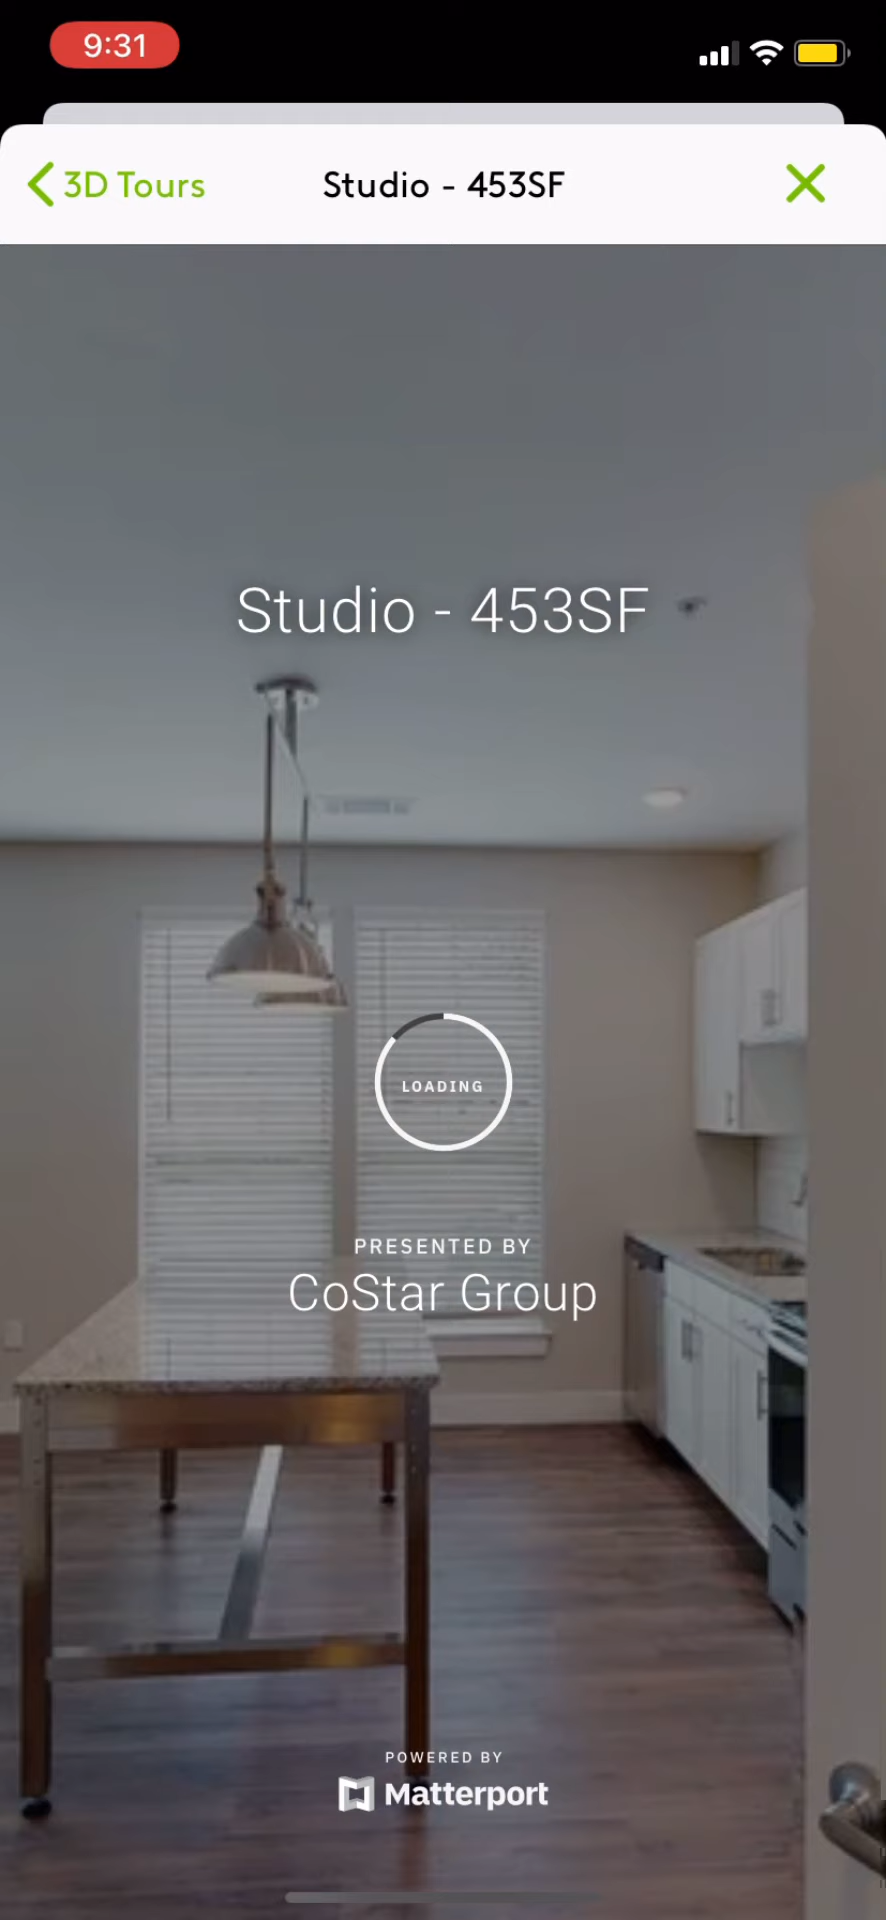 9:31
3D Tours
Studio - 453SF
Studio - 453SF
LOADING
PRESENTED BY
CoStar Group
POWERED BY
Matterport